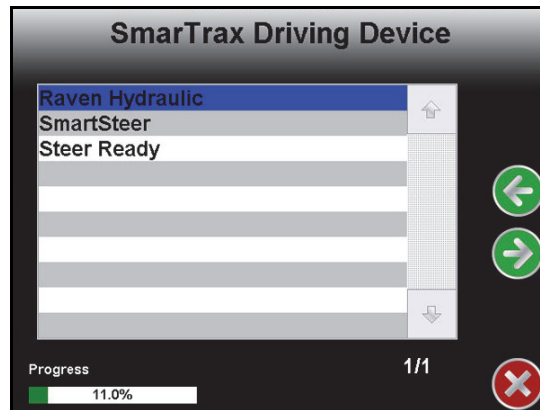 SmarTrax Driving Device
Raven Hydraulic
SmartSteer
Steer Ready
Progress
1/1
11.0%